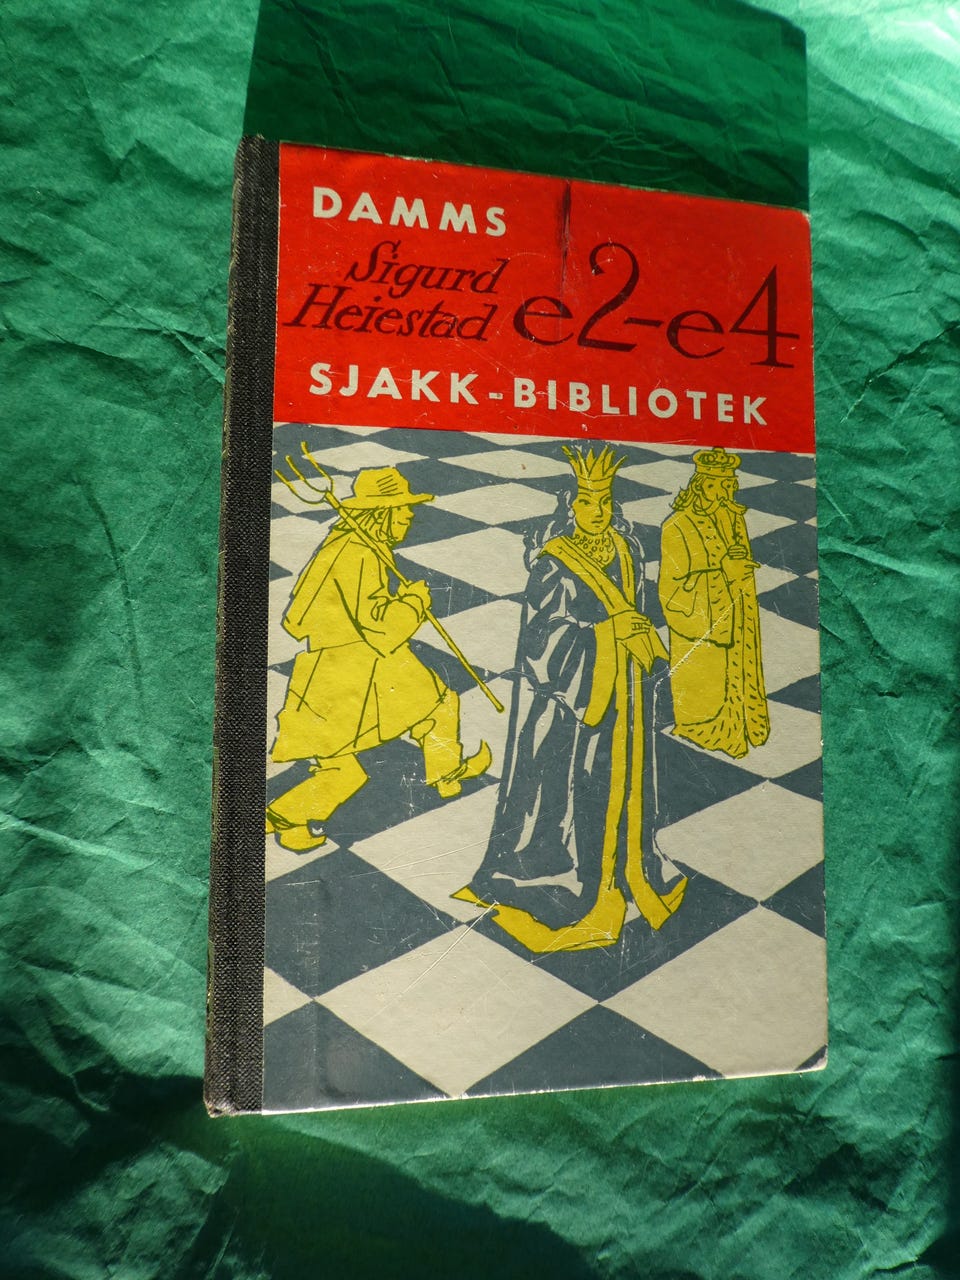 DAMMS
Sigurd
Heiestad e2-e4
SJAKK-BIBLIOTEK